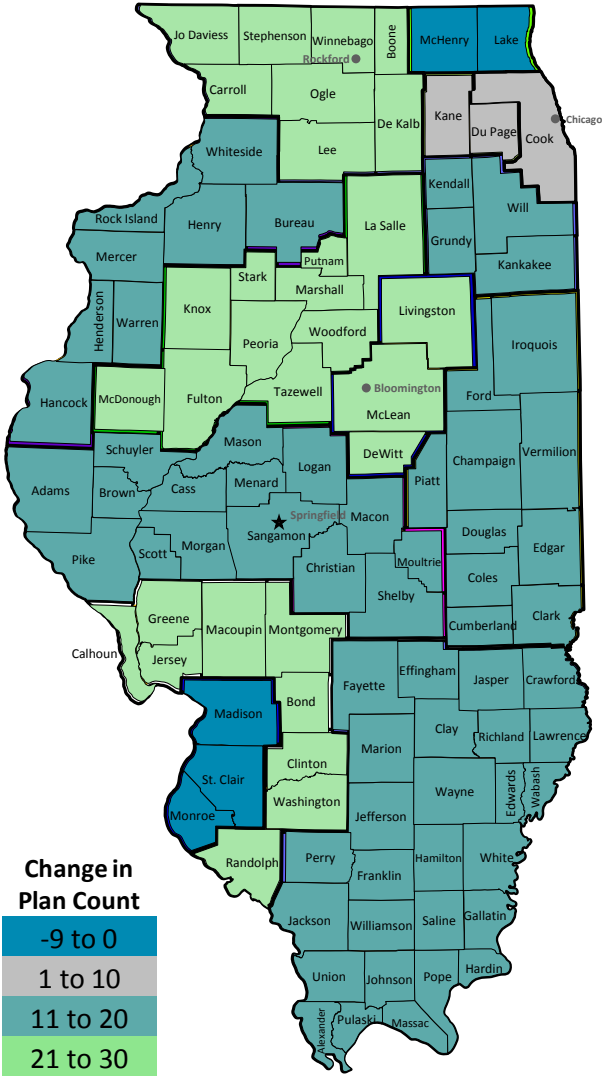 Jo Daviess
Stephenson
Winnebago
Boone
McHenry
Lake
Rockford
Carroll
Ogle
De Kalb
Kane
Du Page
Cook
Chicago
Lee
Whiteside
Kendall
Will
Rock Island
Henry
Bureau
La Salle
Grundy
Mercer
Putnam
Kankakee
Stark
Marshall
Henderson
Warren
Knox
Livingston
Peoria
Woodford
Iroquois
Hancock
McDonough
Fulton
Tazewell
Bloomington
McLean
Ford
Schuyler
Mason
Logan
DeWitt
Champaign
Vermilion
Adams
Brown
Cass
Menard
Piatt
Macon
Springfield
Sangamon
Pike
Scott
Morgan
Christian
Moultrie
Douglas
Edgar
Coles
Shelby
Cumberland
Clark
Greene
Macoupin
Montgomery
Calhoun
Jersey
Fayette
Effingham
Jasper
Crawford
Madison
Bond
Clay
Richland
Lawrence
Marion
St. Clair
Clinton
Wayne
Edwards
Wabash
Washington
Monroe
Jefferson
Randolph
Perry
Hamilton
White
Franklin
Jackson
Williamson
Saline
Gallatin
Union
Johnson
Pope
Hardin
Alexander
Pulaski
Massac
Change in
Plan Count
-9 to 0
1 to 10
11 to 20
21 to 30